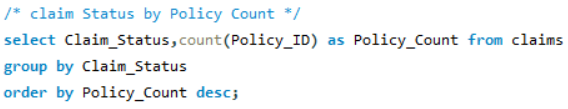 /* claim Status by Policy Count */
select Claim_Status,count(Policy_ID) as Policy_Count from claims
group by Claim_Status
order by Policy_Count desc;